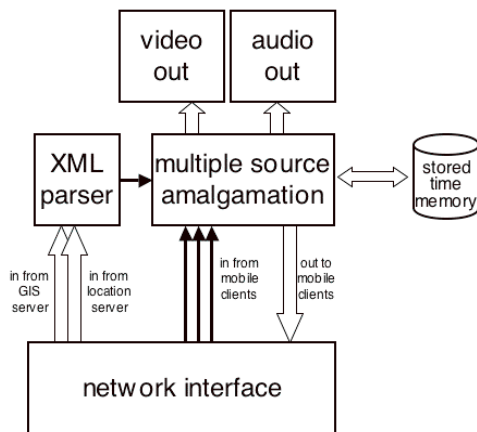 video
out
audio
out
XML
parser
multiple source
amalgamation
stored
time
memory
in from
GIS
server
in from
location
server
in from
mobile
clients
out to
mobile
clients
network interface